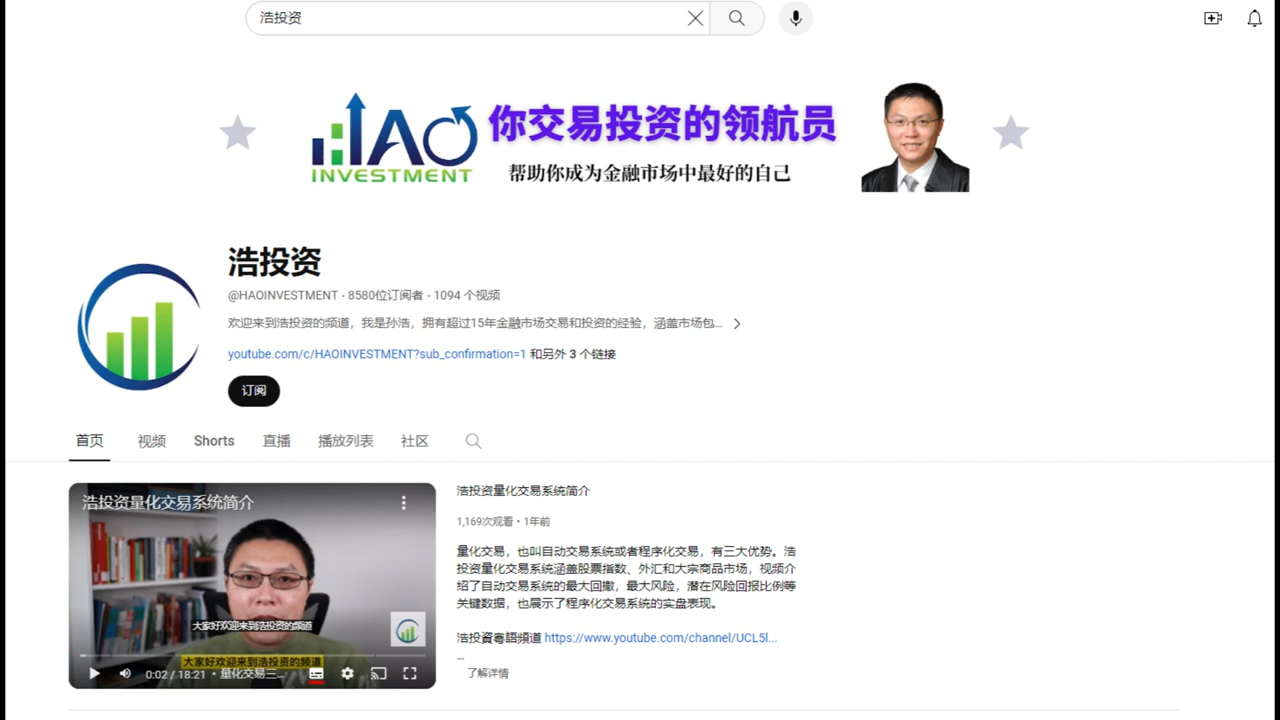 浩投资
HAO
INVESTMENT
你交易投资的领航员
帮助你成为金融市场中最好的自己
浩投资
@HAOINVESTMENT · 8580位订阅者 · 1094 个视频
欢迎来到浩投资的频道，我是孙浩，拥有超过15年金融市场交易和投资的经验，涵盖市场包...
youtube.com/c/HAOINVESTMENT?sub_confirmation=1 和另外 3 个链接
订阅
首页 视频 Shorts 直播 播放列表 社区
浩投资量化交易系统简介
大家好欢迎来到浩投资的频道
大家好欢迎来到浩投资的频道
0:02 / 18:21 · 量化交易三...
浩投资量化交易系统简介
1,169次观看 · 1年前
量化交易，也叫自动交易系统或者程序化交易，有三大优势。浩
投资量化交易系统涵盖股票指数、外汇和大宗商品市场，视频介
绍了自动交易系统的最大回撤，最大风险，潜在风险回报比例等
关键数据，也展示了程序化交易系统的实盘表现。
浩投資粵語頻道 https://www.youtube.com/channel/UCL5l...
...
了解详情